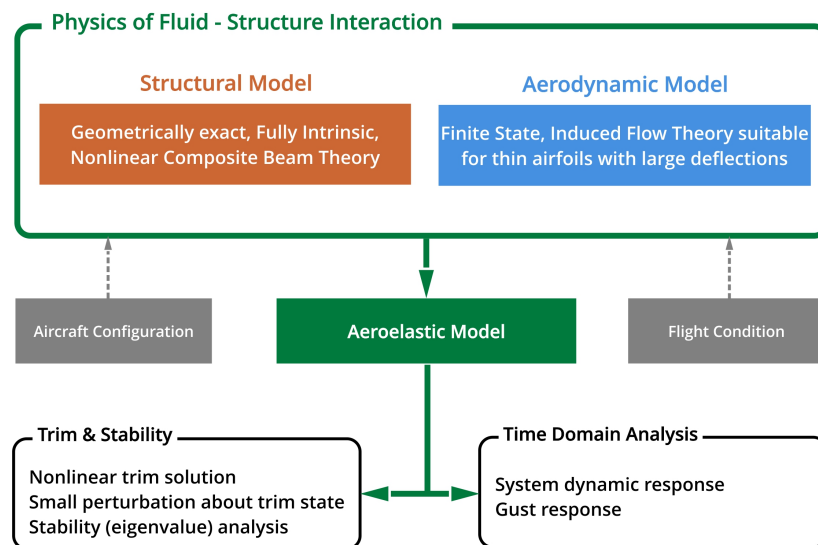 Physics of Fluid - Structure Interaction
Structural Model
Geometrically exact, Fully Intrinsic,
Nonlinear Composite Beam Theory
Aerodynamic Model
Finite State, Induced Flow Theory suitable
for thin airfoils with large deflections
Aircraft Configuration
Aeroelastic Model
Flight Condition
Trim & Stability
Nonlinear trim solution
Small perturbation about trim state
Stability (eigenvalue) analysis
Time Domain Analysis
System dynamic response
Gust response